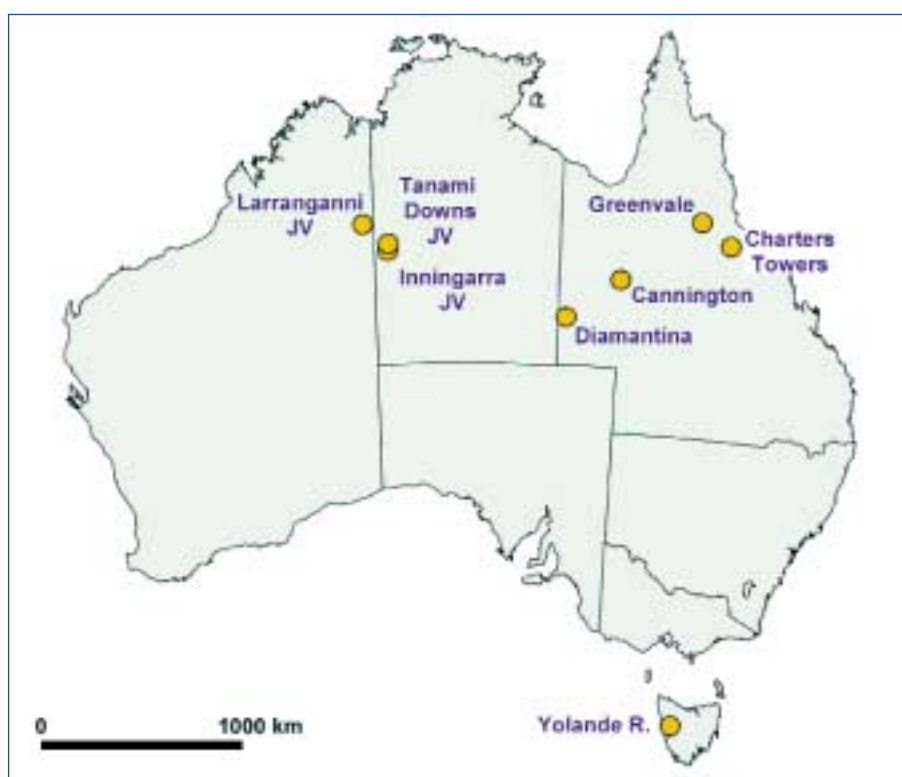 Larranganni
JV
Tanami
Downs
JV
Inningarra
JV
Greenvale
Charters
Towers
Cannington
Diamantina
Yolande R.
0 1000 km